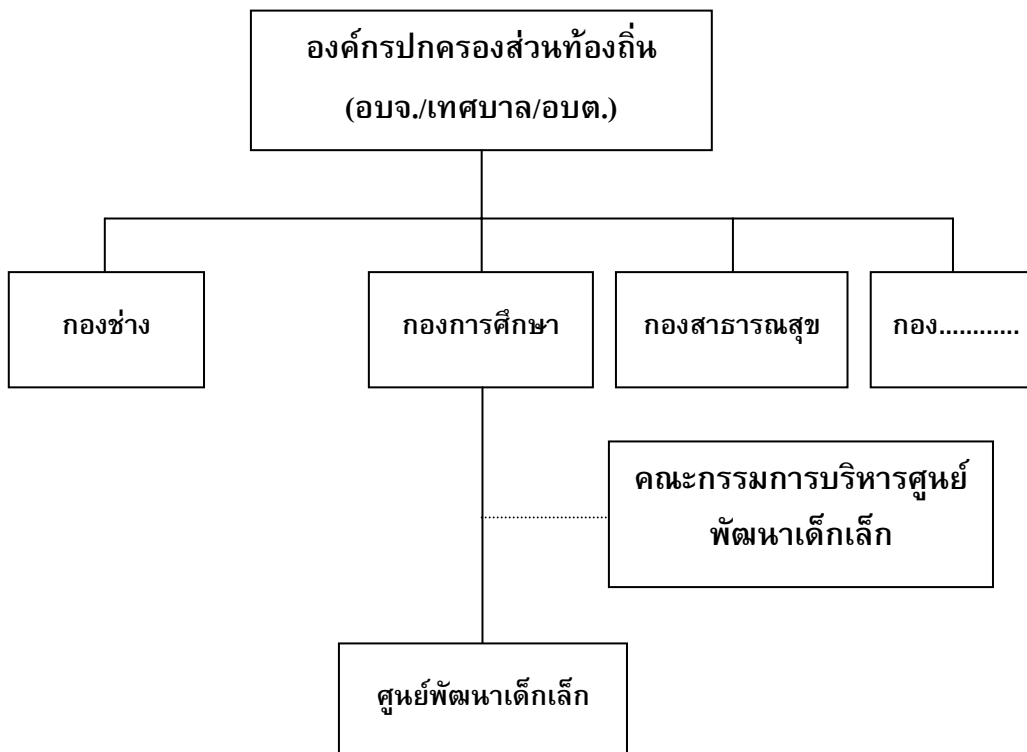 องค์กรปกครองส่วนท้องถิ่น
(อบจ./เทศบาล/อบต.)
กองช่าง
กองการศึกษา
กองสาธารณสุข
กอง............
คณะกรรมการบริหารศูนย์
พัฒนาเด็กเล็ก
ศูนย์พัฒนาเด็กเล็ก